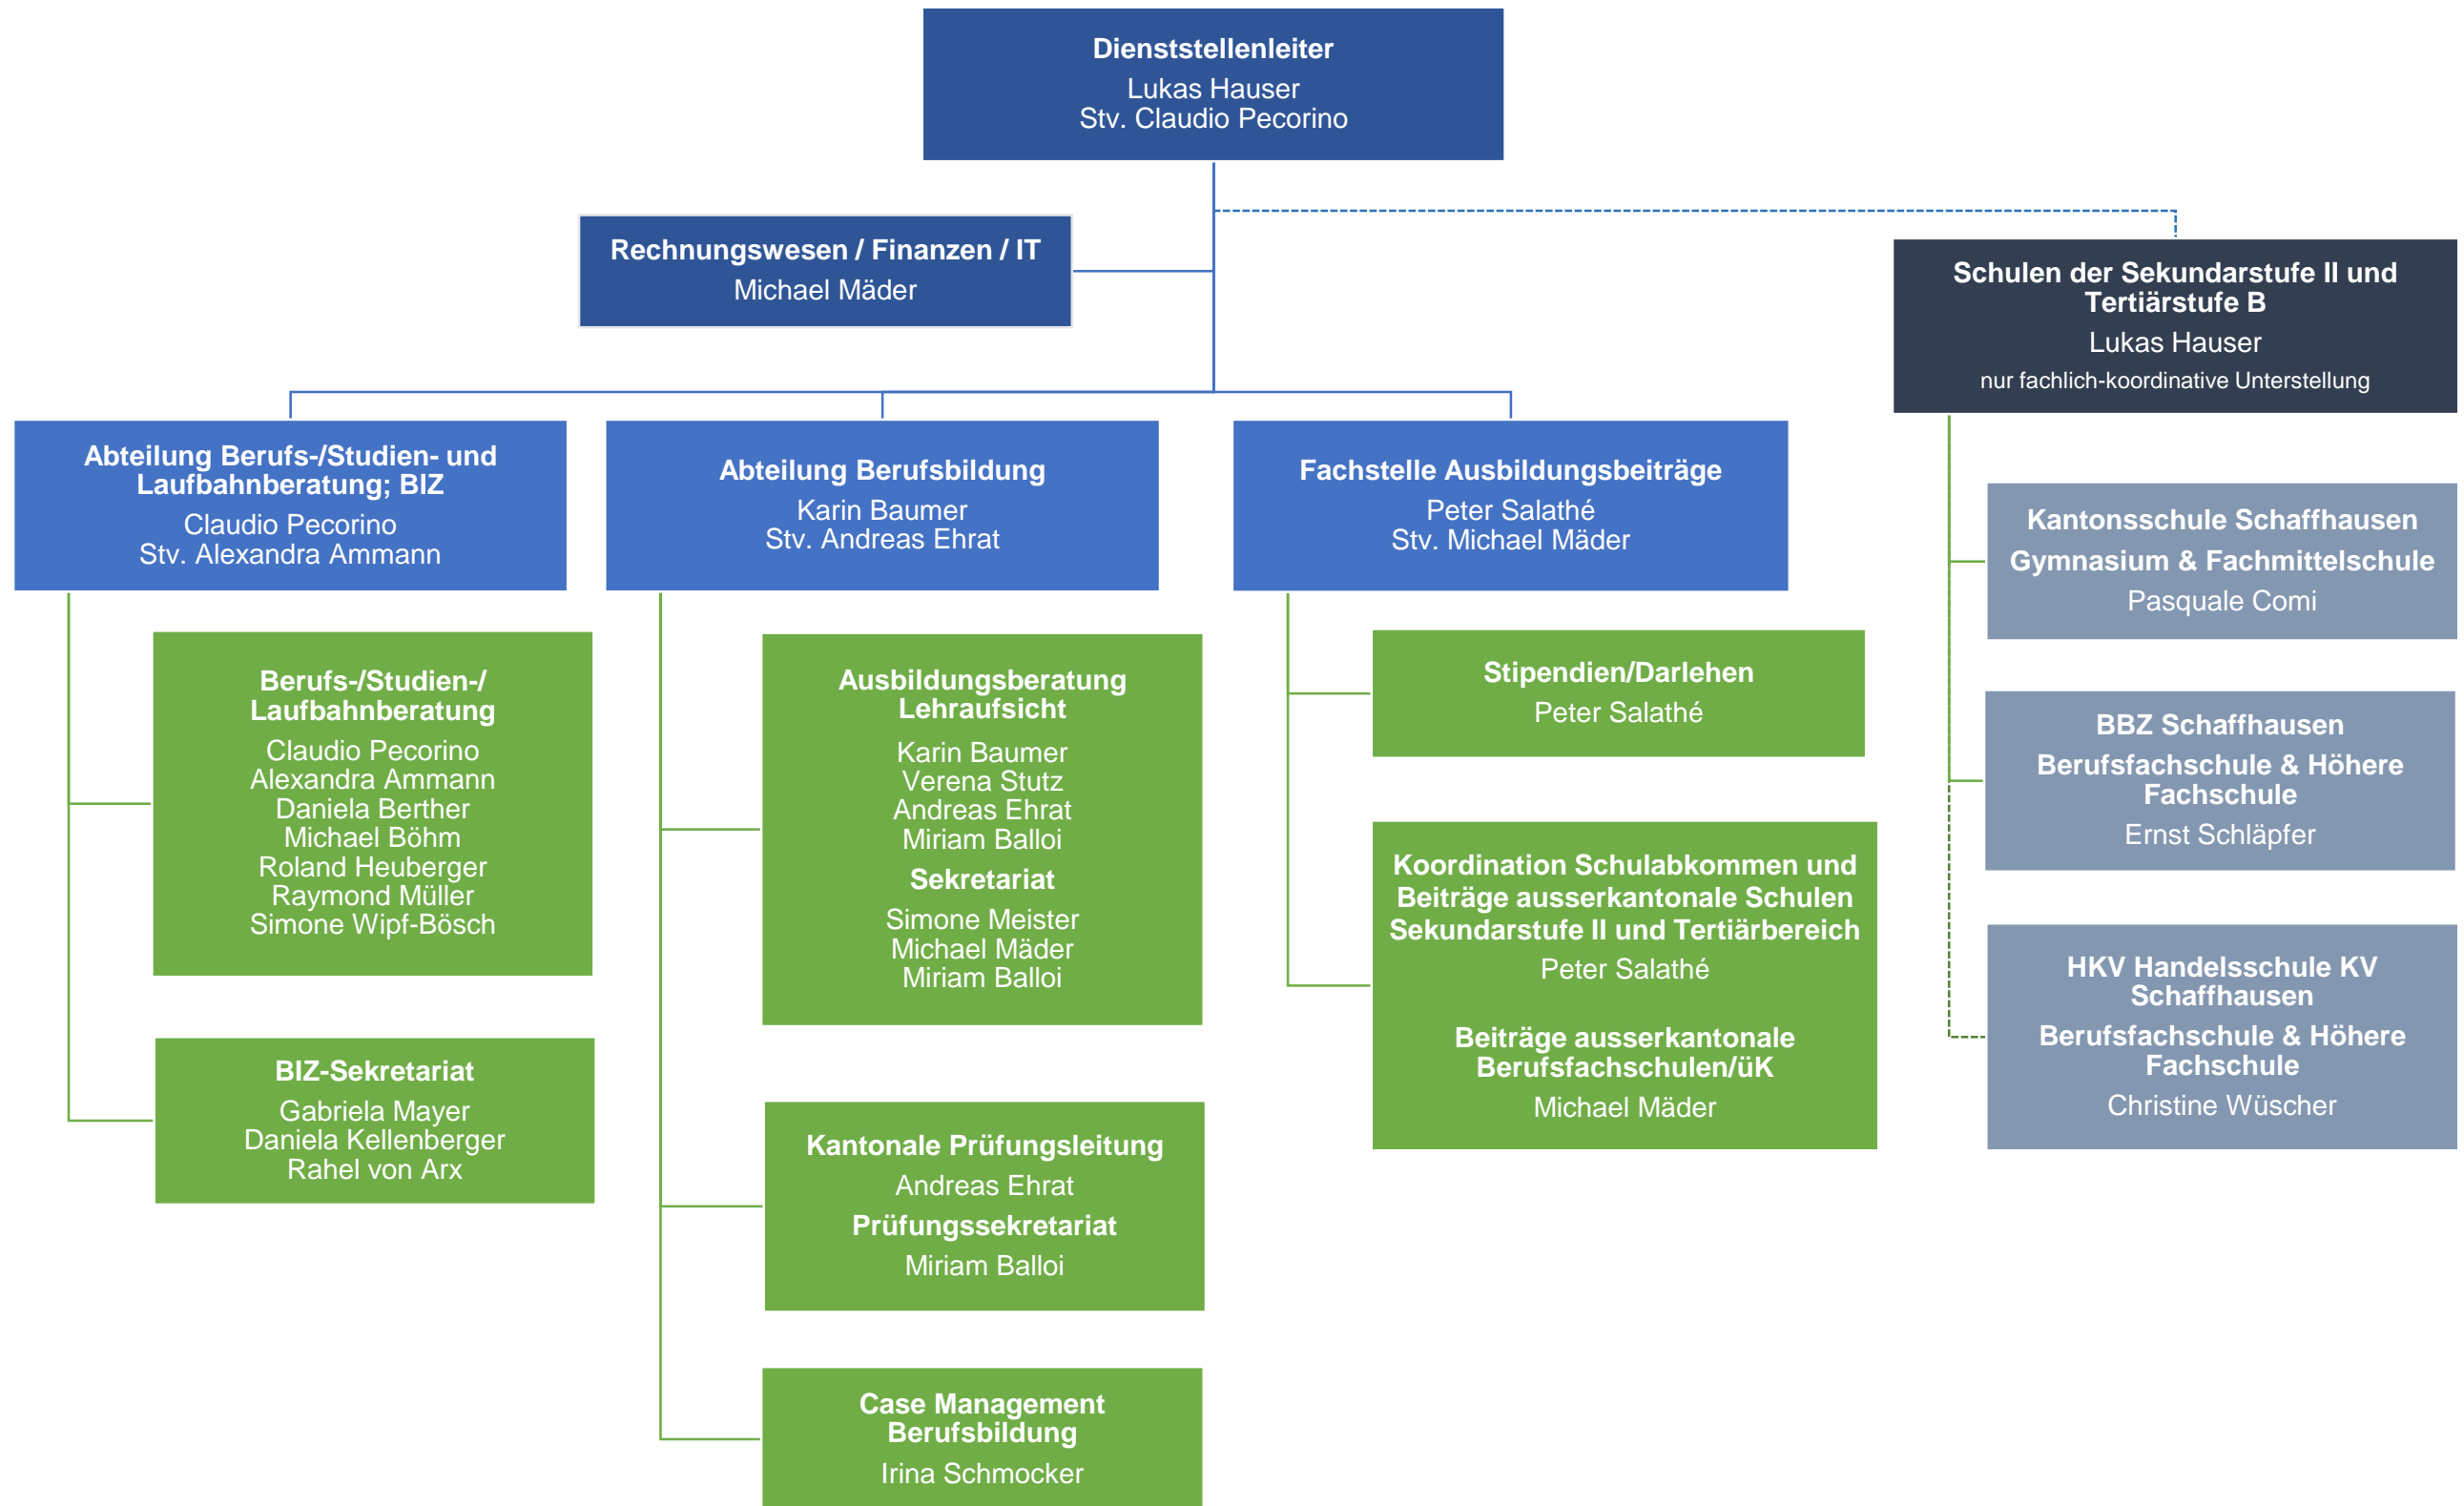 Dienststellenleiter
Lukas Hauser
Stv. Claudio Pecorino
Rechnungswesen / Finanzen / IT
Michael Mäder
Schulen der Sekundarstufe II und
Tertiärstufe B
Lukas Hauser
nur fachlich-koordinative Unterstellung
Abteilung Berufs-/Studien- und
Laufbahnberatung; BIZ
Claudio Pecorino
Stv. Alexandra Ammann
Berufs-/Studien-/
Laufbahnberatung
Claudio Pecorino
Alexandra Ammann
Daniela Berther
Michael Böhm
Roland Heuberger
Raymond Müller
Simone Wipf-Bösch
BIZ-Sekretariat
Gabriela Mayer
Daniela Kellenberger
Rahel von Arx
Abteilung Berufsbildung
Karin Baumer
Stv. Andreas Ehrat
Ausbildungsberatung
Lehraufsicht
Karin Baumer
Verena Stutz
Andreas Ehrat
Miriam Balloi
Sekretariat
Simone Meister
Michael Mäder
Miriam Balloi
Kantonale Prüfungsleitung
Andreas Ehrat
Prüfungssekretariat
Miriam Balloi
Case Management
Berufsbildung
Irina Schmocker
Fachstelle Ausbildungsbeiträge
Peter Salathé
Stv. Michael Mäder
Stipendien/Darlehen
Peter Salathé
Koordination Schulabkommen und
Beiträge ausserkantonale Schulen
Sekundarstufe II und Tertiärbereich
Peter Salathé
Beiträge ausserkantonale
Berufsfachschulen/üK
Michael Mäder
Kantonsschule Schaffhausen
Gymnasium & Fachmittelschule
Pasquale Comi
BBZ Schaffhausen
Berufsfachschule & Höhere
Fachschule
Ernst Schläpfer
HKV Handelsschule KV
Schaffhausen
Berufsfachschule & Höhere
Fachschule
Christine Wüscher